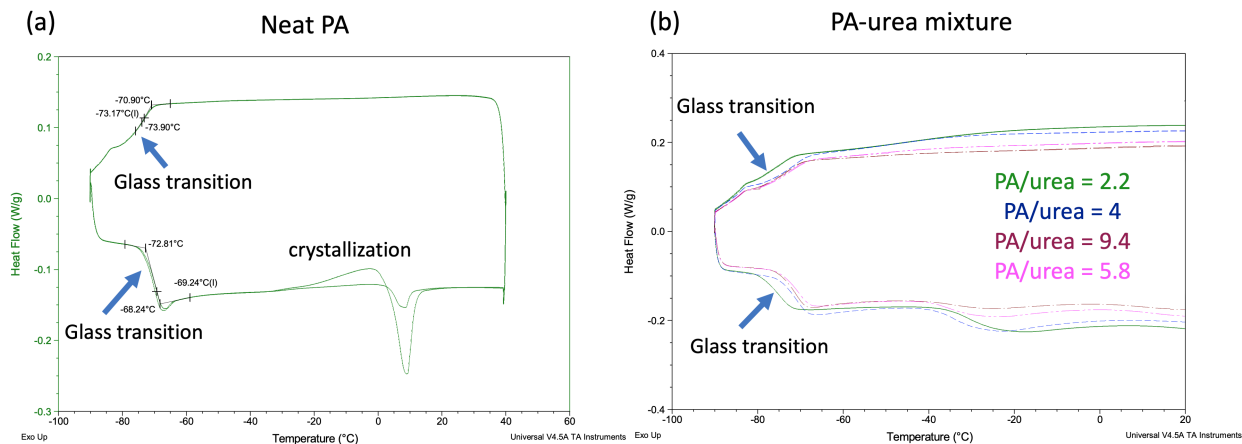 (a)
Neat PA
0.2
0.1
0.0
-0.1
-0.2
-0.3
Heat Flow (W/g)
-70.90°C
-73.17°C(I)
-73.90°C
Glass transition
-72.81°C
-69.24°C(I)
-68.24°C
Glass transition
crystallization
-100
-80
-60
-40
-20
0
20
40
60
Exo Up
Temperature (°C)
Universal V4.5A TA Instruments
(b)
PA-urea mixture
0.4
0.2
0.0
-0.2
-0.4
Heat Flow (W/g)
Glass transition
PA/urea = 2.2
PA/urea = 4
PA/urea = 9.4
PA/urea = 5.8
Glass transition
-100
-80
-60
-40
-20
0
20
Exo Up
Temperature (°C)
Universal V4.5A TA Instruments